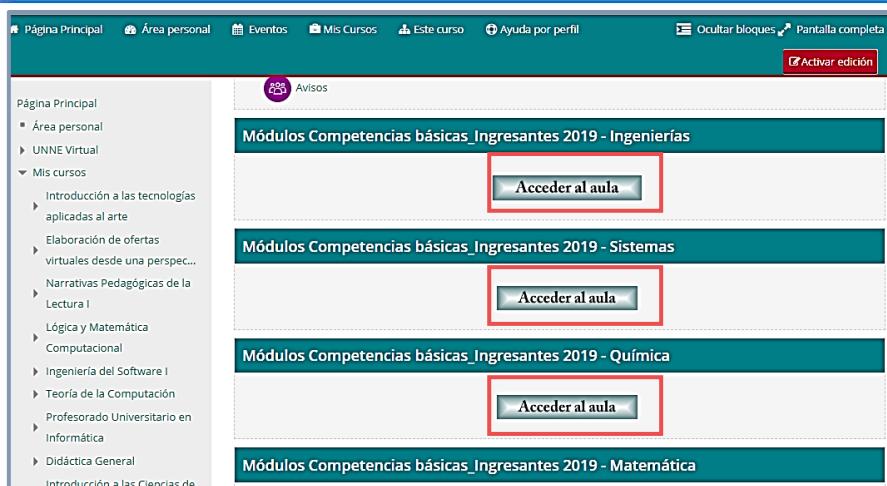 Página Principal
Área personal
Eventos
Mis Cursos
Este curso
Ayuda por perfil
Ocultar bloques
Pantalla completa
Activar edición
Página Principal
Área personal
UNNE Virtual
Mis cursos
Introducción a las tecnologías
aplicadas al arte
Elaboración de ofertas
virtuales desde una perspec...
Narrativas Pedagógicas de la
Lectura I
Lógica y Matemática
Computacional
Ingeniería del Software I
Teoría de la Computación
Profesorado Universitario en
Informática
Didáctica General
Introducción a las Ciencias de
Avisos
Módulos Competencias básicas_Ingresantes 2019 - Ingenierías
Acceder al aula
Módulos Competencias básicas_Ingresantes 2019 - Sistemas
Acceder al aula
Módulos Competencias básicas_Ingresantes 2019 - Química
Acceder al aula
Módulos Competencias básicas_Ingresantes 2019 - Matemática